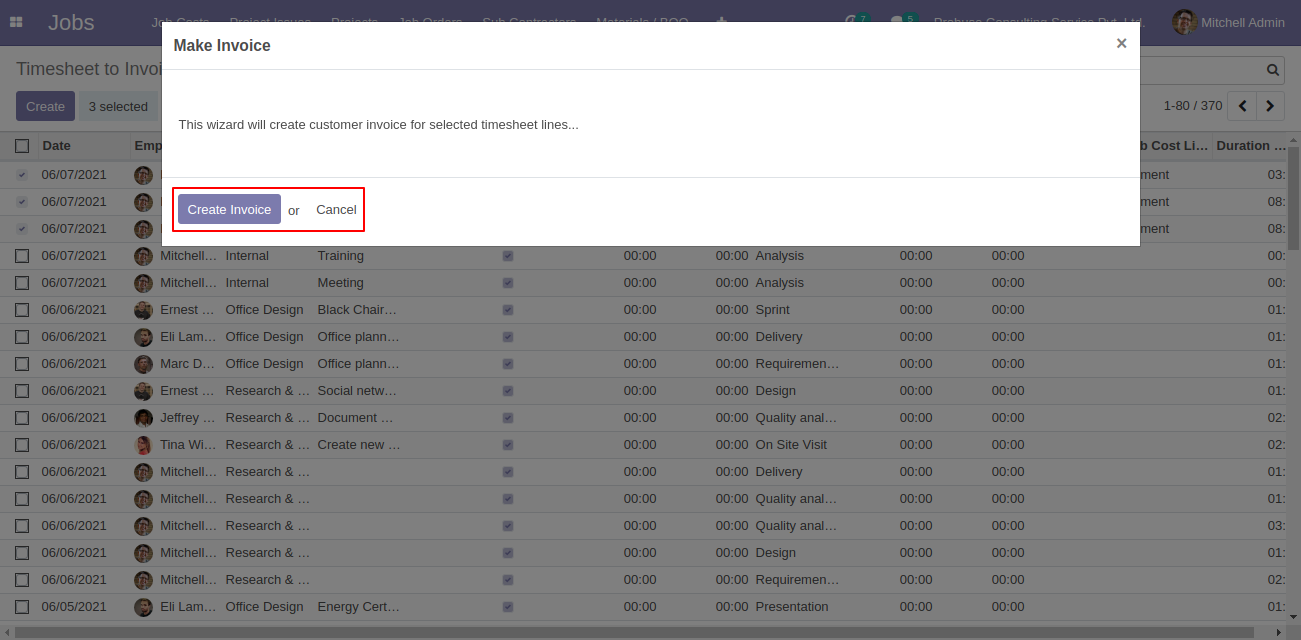 Jobs Job Costs Project Issues Projects Job Orders Sub Contractors Materials / BOQ 7 5 Probuse Consulting Service Pvt. Ltd. Mitchell Admin
Make Invoice ×
Timesheet to Invoi
Create 3 selected 1-80 / 370
This wizard will create customer invoice for selected timesheet lines...
Date Emp b Cost Li... Duration ...
06/07/2021 ment 03:
06/07/2021 ment 08:
06/07/2021 ment 08:
Create Invoice or Cancel
06/07/2021 Mitchell... Internal Training 00:00 00:00 Analysis 00:00 00:00 00:
06/07/2021 Mitchell... Internal Meeting 00:00 00:00 Analysis 00:00 00:00 00:
06/06/2021 Ernest ... Office Design Black Chair... 00:00 00:00 Sprint 00:00 00:00 01:
06/06/2021 Eli Lam... Office Design Office plann... 00:00 00:00 Delivery 00:00 00:00 01:
06/06/2021 Marc D... Office Design Office plann... 00:00 00:00 Requiremen... 00:00 00:00 01:
06/06/2021 Ernest ... Research & ... Social netw... 00:00 00:00 Design 00:00 00:00 01:
06/06/2021 Jeffrey ... Research & ... Document ... 00:00 00:00 Quality anal... 00:00 00:00 02:
06/06/2021 Tina Wi... Research & ... Create new ... 00:00 00:00 On Site Visit 00:00 00:00 02:
06/06/2021 Mitchell... Research & ... 00:00 00:00 Delivery 00:00 00:00 01:
06/06/2021 Mitchell... Research & ... 00:00 00:00 Quality anal... 00:00 00:00 01:
06/06/2021 Mitchell... Research & ... 00:00 00:00 Quality anal... 00:00 00:00 03:
06/06/2021 Mitchell... Research & ... 00:00 00:00 Design 00:00 00:00 01:
06/06/2021 Mitchell... Research & ... 00:00 00:00 Requiremen... 00:00 00:00 02:
06/05/2021 Eli Lam... Office Design Energy Cert... 00:00 00:00 Presentation 00:00 00:00 01: